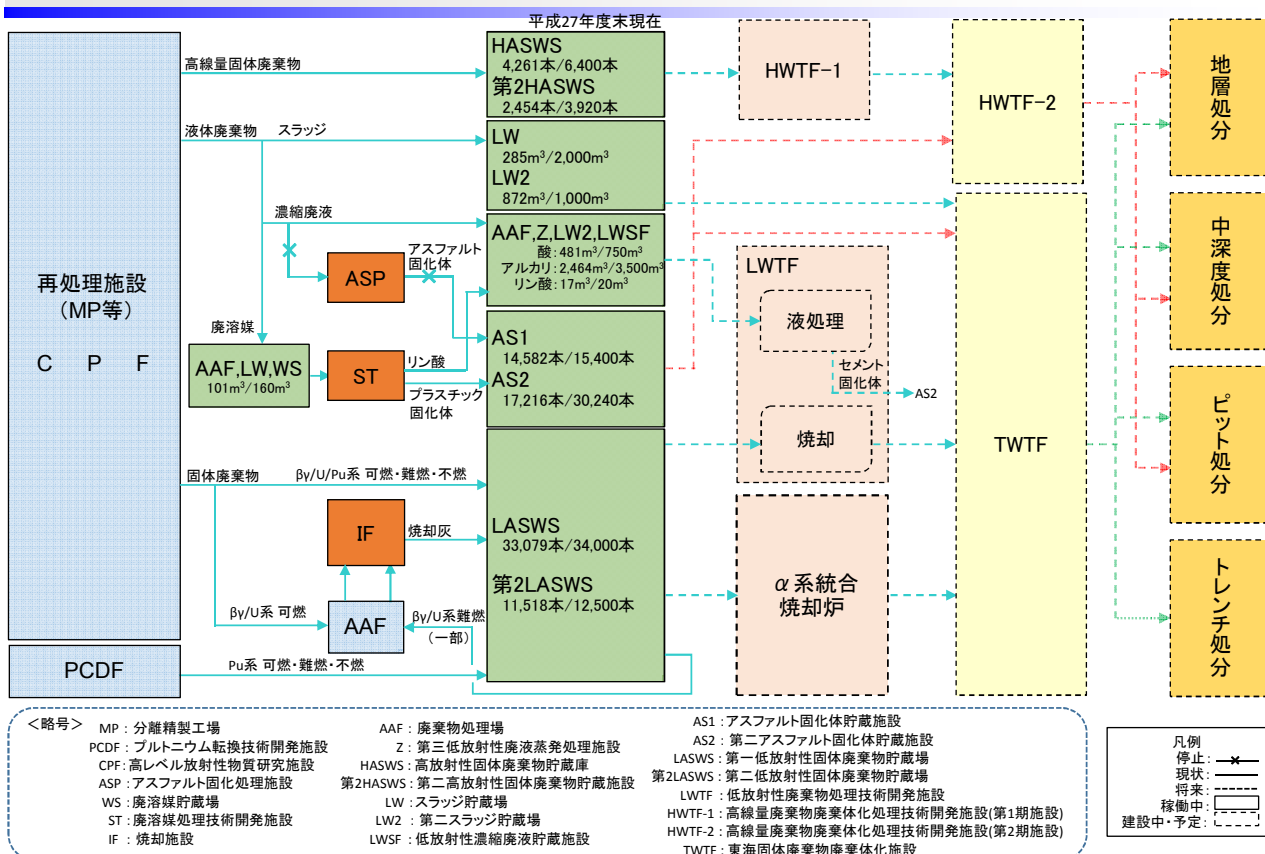 平成27年度末現在
再処理施設
(MP等)
C P F
PCDF
高線量固体廃棄物
液体廃棄物
スラッジ
濃縮廃液
アスファルト
固化体
ASP
廃溶媒
AAF,LW,WS
101m³/160m³
ST
リン酸
プラスチック
固化体
固体廃棄物
βγ/U/Pu系 可燃・難燃・不燃
IF
焼却灰
βγ/U系 可燃
AAF
βγ/U系難燃
(一部)
Pu系 可燃・難燃・不燃
HASWS
4,261本/6,400本
第2HASWS
2,454本/3,920本
LW
285m³/2,000m³
LW2
872m³/1,000m³
AAF,Z,LW2,LWSF
酸:481m³/750m³
アルカリ:2,464m³/3,500m³
リン酸:17m³/20m³
AS1
14,582本/15,400本
AS2
17,216本/30,240本
LASWS
33,079本/34,000本
第2LASWS
11,518本/12,500本
HWTF-1
LWTF
液処理
セメント
固化体
AS2
焼却
α系統合
焼却炉
HWTF-2
TWTF
地層処分
中深度処分
ピット処分
トレンチ処分
<略号>
MP:分離精製工場
PCDF:プルトニウム転換技術開発施設
CPF:高レベル放射性物質研究施設
ASP:アスファルト固化処理施設
WS:廃溶媒貯蔵場
ST:廃溶媒処理技術開発施設
IF:焼却施設
AAF:廃棄物処理場
Z:第三低放射性廃液蒸発処理施設
HASWS:高放射性固体廃棄物貯蔵庫
第2HASWS:第二高放射性固体廃棄物貯蔵施設
LW:スラッジ貯蔵場
LW2:第二スラッジ貯蔵場
LWSF:低放射性濃縮廃液貯蔵施設
AS1:アスファルト固化体貯蔵施設
AS2:第二アスファルト固化体貯蔵施設
LASWS:第一低放射性固体廃棄物貯蔵場
第2LASWS:第二低放射性固体廃棄物貯蔵場
LWTF:低放射性廃棄物処理技術開発施設
HWTF-1:高線量廃棄物廃棄体化処理技術開発施設(第1期施設)
HWTF-2:高線量廃棄物廃棄体化処理技術開発施設(第2期施設)
TWTF:東海固体廃棄物廃棄体化施設
凡例
停止:
現状:
将来:
稼働中:
建設中・予定: